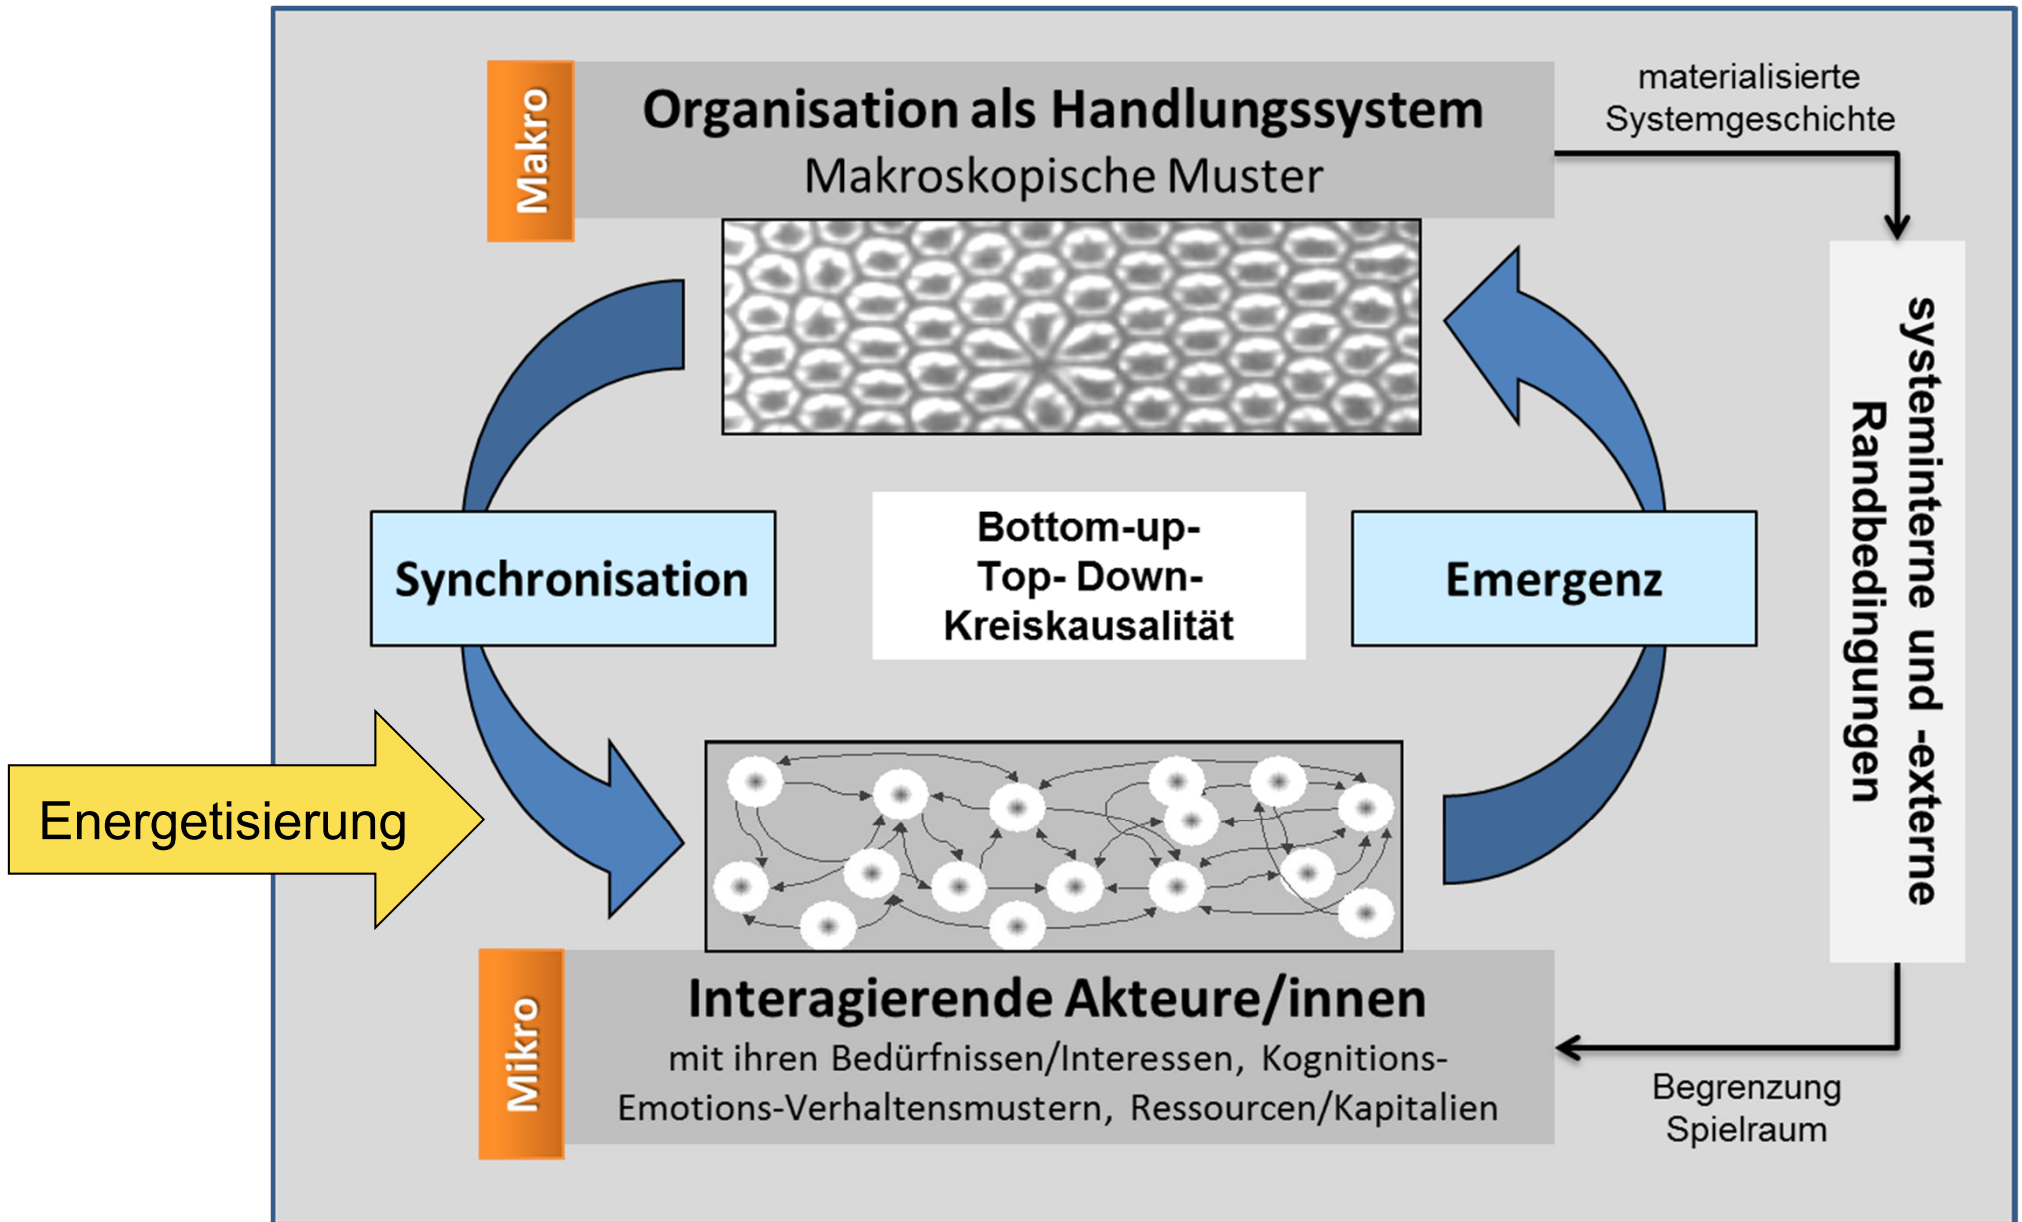 Makro
Organisation als Handlungssystem
Makroskopische Muster
materialisierte
Systemgeschichte
systeminterne und -externe
Randbedingungen
Synchronisation
Bottom-up-
Top- Down-
Kreiskausalität
Emergenz
Energetisierung
Mikro
Interagierende Akteure/innen
mit ihren Bedürfnissen/Interessen, Kognitions-
Emotions-Verhaltensmustern, Ressourcen/Kapitalien
Begrenzung
Spielraum